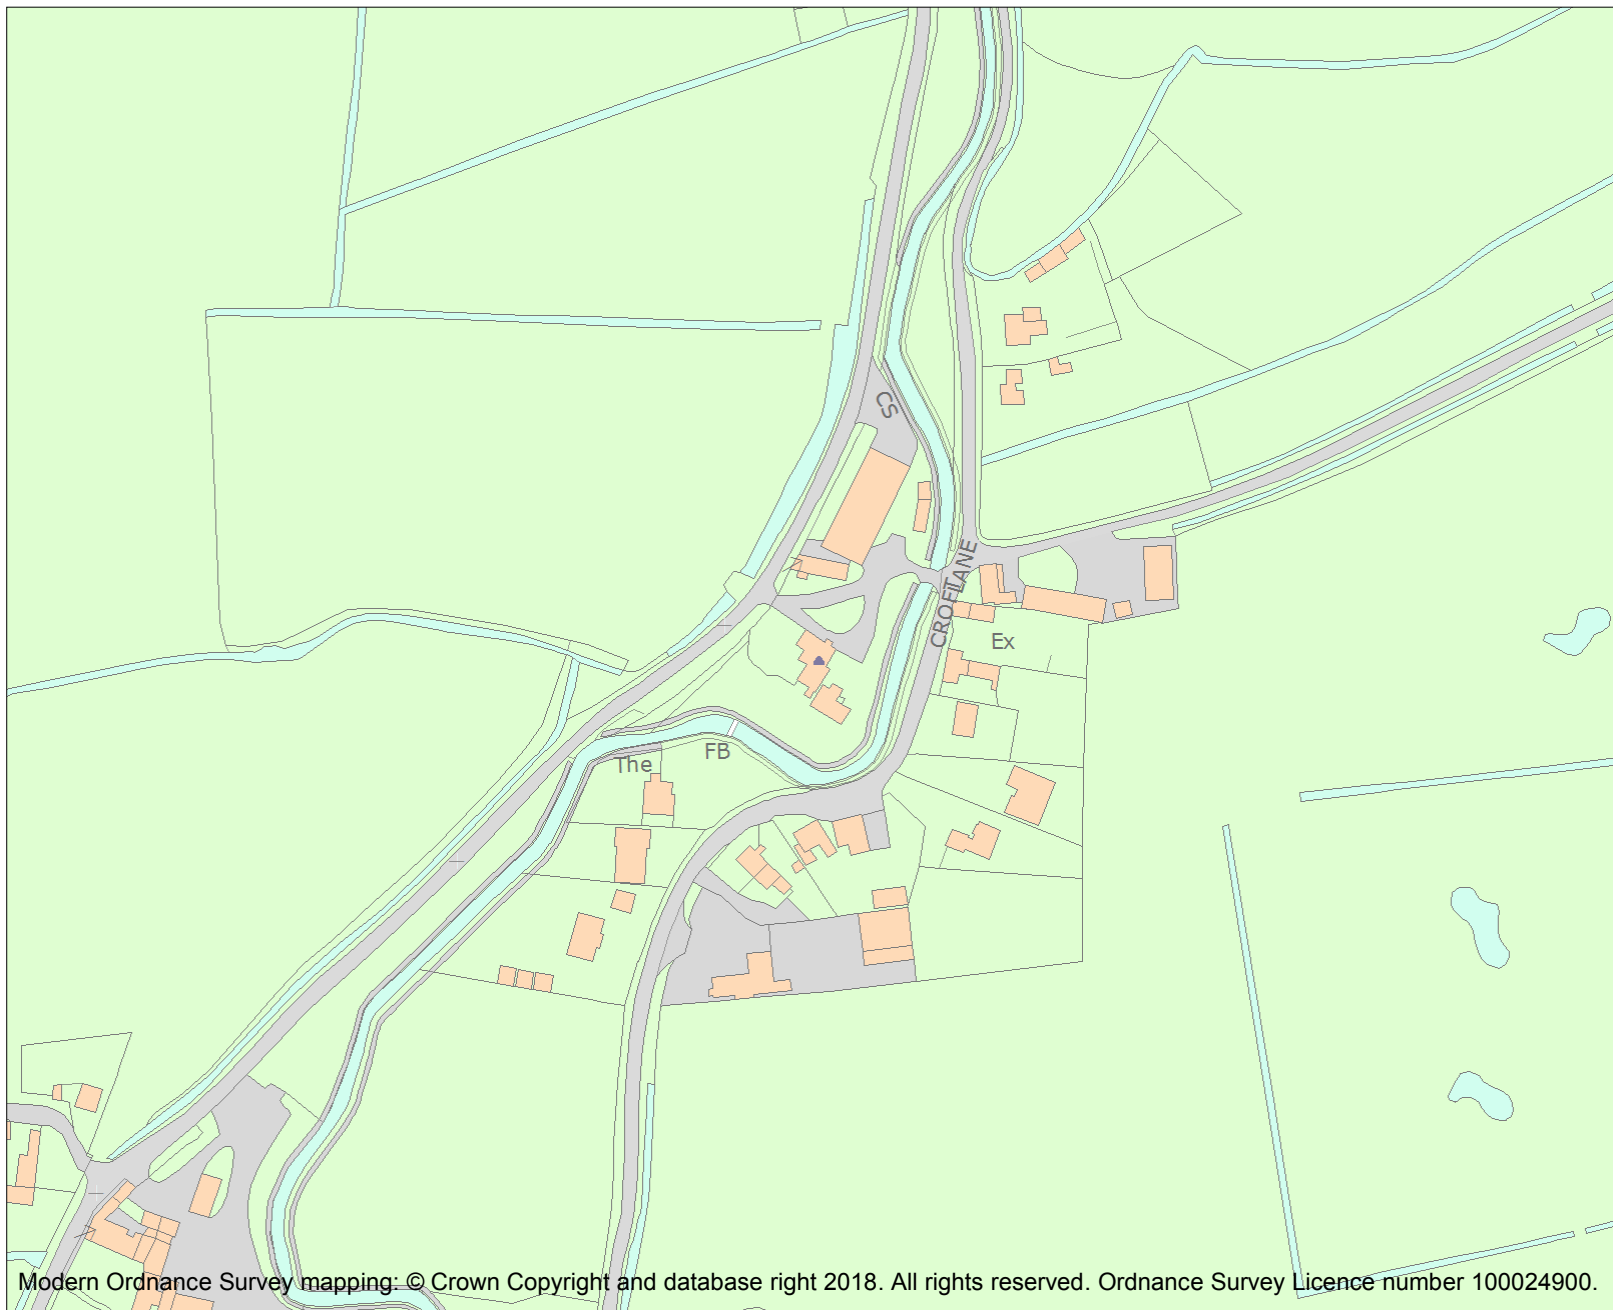 CS
CROFT LANE
Ex
FB
The
Modern Ordnance Survey mapping: © Crown Copyright and database right 2018. All rights reserved. Ordnance Survey Licence number 100024900.